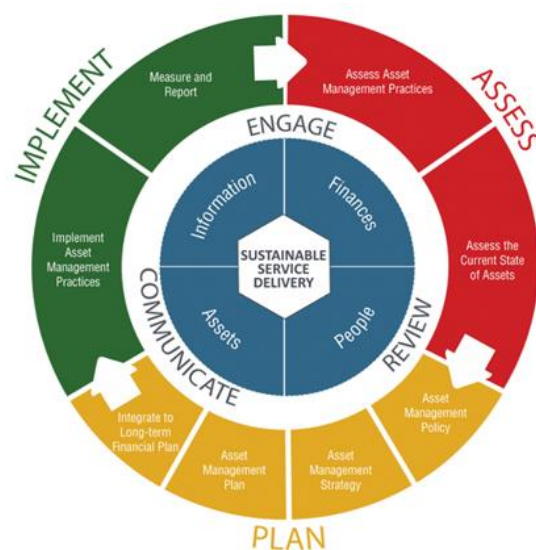 IMPLEMENT
ASSESS
PLAN
Measure and
Report
Assess Asset
Management Practices
Assess the
Current State
of Assets
Asset
Management
Policy
Asset
Management
Strategy
Asset
Management
Plan
Integrate to
Long-term
Financial Plan
Implement
Asset
Management
Practices
ENGAGE
REVIEW
COMMUNICATE
Information
Finances
People
Assets
SUSTAINABLE
SERVICE
DELIVERY